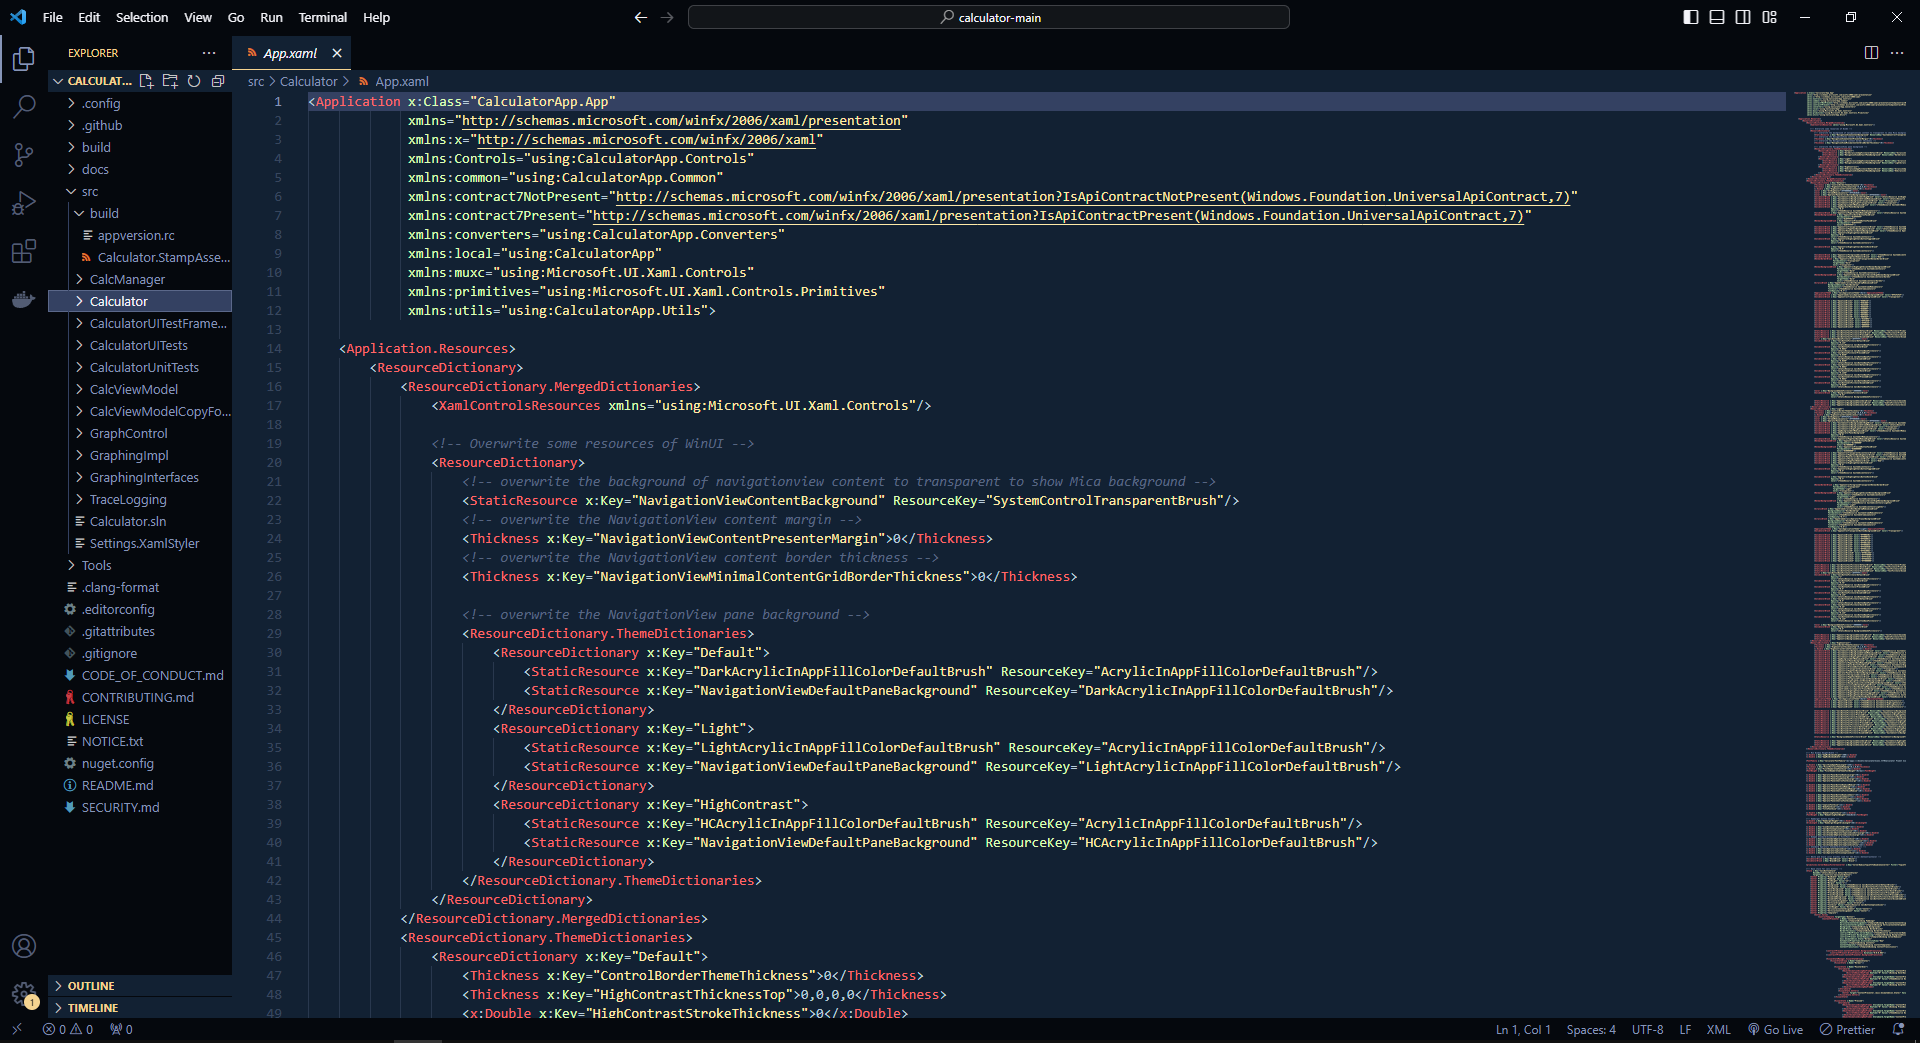 File Edit Selection View Go Run Terminal Help
calculator-main
EXPLORER
CALCULAT...
.config
.github
build
docs
src
build
appversion.rc
Calculator.StampAsse...
CalcManager
Calculator
CalculatorUITestFrame...
CalculatorUITests
CalculatorUnitTests
CalcViewModel
CalcViewModelCopyFo...
GraphControl
GraphingImpl
GraphingInterfaces
TraceLogging
Calculator.sln
Settings.XamlStyler
Tools
.clang-format
.editorconfig
.gitattributes
.gitignore
CODE_OF_CONDUCT.md
CONTRIBUTING.md
LICENSE
NOTICE.txt
nuget.config
README.md
SECURITY.md
OUTLINE
TIMELINE
App.xaml
src > Calculator > App.xaml
1 <Application x:Class="CalculatorApp.App"
2 xmlns="http://schemas.microsoft.com/winfx/2006/xaml/presentation"
3 xmlns:x="http://schemas.microsoft.com/winfx/2006/xaml"
4 xmlns:Controls="using:CalculatorApp.Controls"
5 xmlns:common="using:CalculatorApp.Common"
6 xmlns:contract7NotPresent="http://schemas.microsoft.com/winfx/2006/xaml/presentation?IsApiContractNotPresent(Windows.Foundation.UniversalApiContract,7)"
7 xmlns:contract7Present="http://schemas.microsoft.com/winfx/2006/xaml/presentation?IsApiContractPresent(Windows.Foundation.UniversalApiContract,7)"
8 xmlns:converters="using:CalculatorApp.Converters"
9 xmlns:local="using:CalculatorApp"
10 xmlns:muxc="using:Microsoft.UI.Xaml.Controls"
11 xmlns:primitives="using:Microsoft.UI.Xaml.Controls.Primitives"
12 xmlns:utils="using:CalculatorApp.Utils">
13
14 <Application.Resources>
15 <ResourceDictionary>
16 <ResourceDictionary.MergedDictionaries>
17 <XamlControlsResources xmlns="using:Microsoft.UI.Xaml.Controls"/>
18
19 <!-- Overwrite some resources of WinUI -->
20 <ResourceDictionary>
21 <!-- overwrite the background of navigationview content to transparent to show Mica background -->
22 <StaticResource x:Key="NavigationViewContentBackground" ResourceKey="SystemControlTransparentBrush"/>
23 <!-- overwrite the NavigationView content margin -->
24 <Thickness x:Key="NavigationViewContentPresenterMargin">0</Thickness>
25 <!-- overwrite the NavigationView content border thickness -->
26 <Thickness x:Key="NavigationViewMinimalContentGridBorderThickness">0</Thickness>
27
28 <!-- overwrite the NavigationView pane background -->
29 <ResourceDictionary.ThemeDictionaries>
30 <ResourceDictionary x:Key="Default">
31 <StaticResource x:Key="DarkAcrylicInAppFillColorDefaultBrush" ResourceKey="AcrylicInAppFillColorDefaultBrush"/>
32 <StaticResource x:Key="NavigationViewDefaultPaneBackground" ResourceKey="DarkAcrylicInAppFillColorDefaultBrush"/>
33 </ResourceDictionary>
34 <ResourceDictionary x:Key="Light">
35 <StaticResource x:Key="LightAcrylicInAppFillColorDefaultBrush" ResourceKey="AcrylicInAppFillColorDefaultBrush"/>
36 <StaticResource x:Key="NavigationViewDefaultPaneBackground" ResourceKey="LightAcrylicInAppFillColorDefaultBrush"/>
37 </ResourceDictionary>
38 <ResourceDictionary x:Key="HighContrast">
39 <StaticResource x:Key="HCAcrylicInAppFillColorDefaultBrush" ResourceKey="AcrylicInAppFillColorDefaultBrush"/>
40 <StaticResource x:Key="NavigationViewDefaultPaneBackground" ResourceKey="HCAcrylicInAppFillColorDefaultBrush"/>
41 </ResourceDictionary>
42 </ResourceDictionary.ThemeDictionaries>
43 </ResourceDictionary>
44 </ResourceDictionary.MergedDictionaries>
45 <ResourceDictionary.ThemeDictionaries>
46 <ResourceDictionary x:Key="Default">
47 <Thickness x:Key="ControlBorderThemeThickness">0</Thickness>
48 <Thickness x:Key="HighContrastThicknessTop">0,0,0,0</Thickness>
49 <x:Double x:Key="HighContrastStrokeThickness">0</x:Double>
1
0 0 0
Ln 1, Col 1 Spaces: 4 UTF-8 LF XML Go Live Prettier